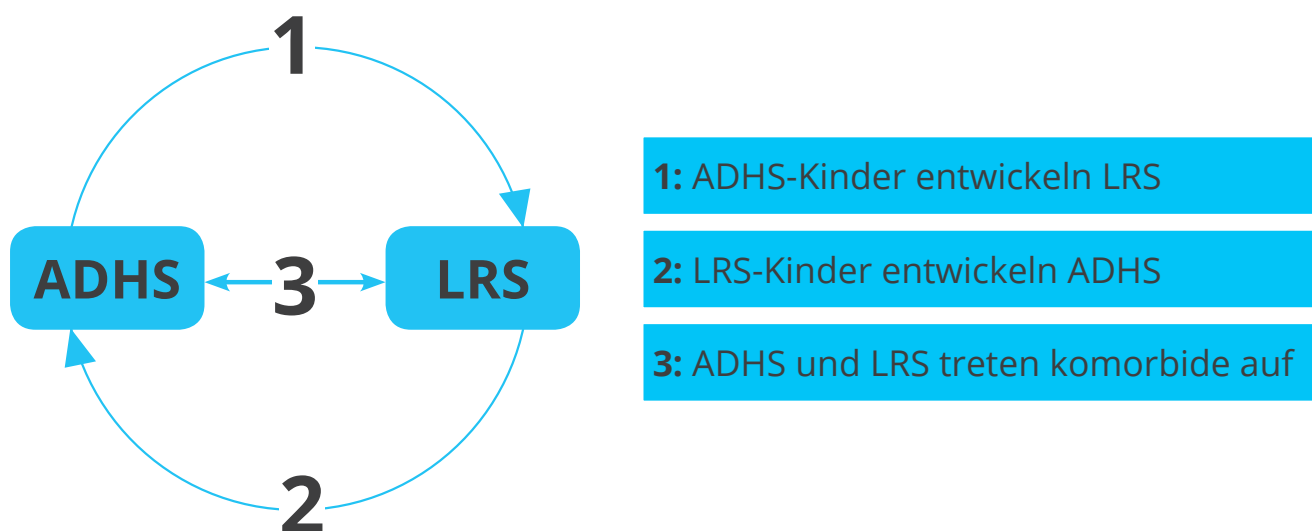 1
ADHS
3
LRS
2
1: ADHS-Kinder entwickeln LRS
2: LRS-Kinder entwickeln ADHS
3: ADHS und LRS treten komorbide auf